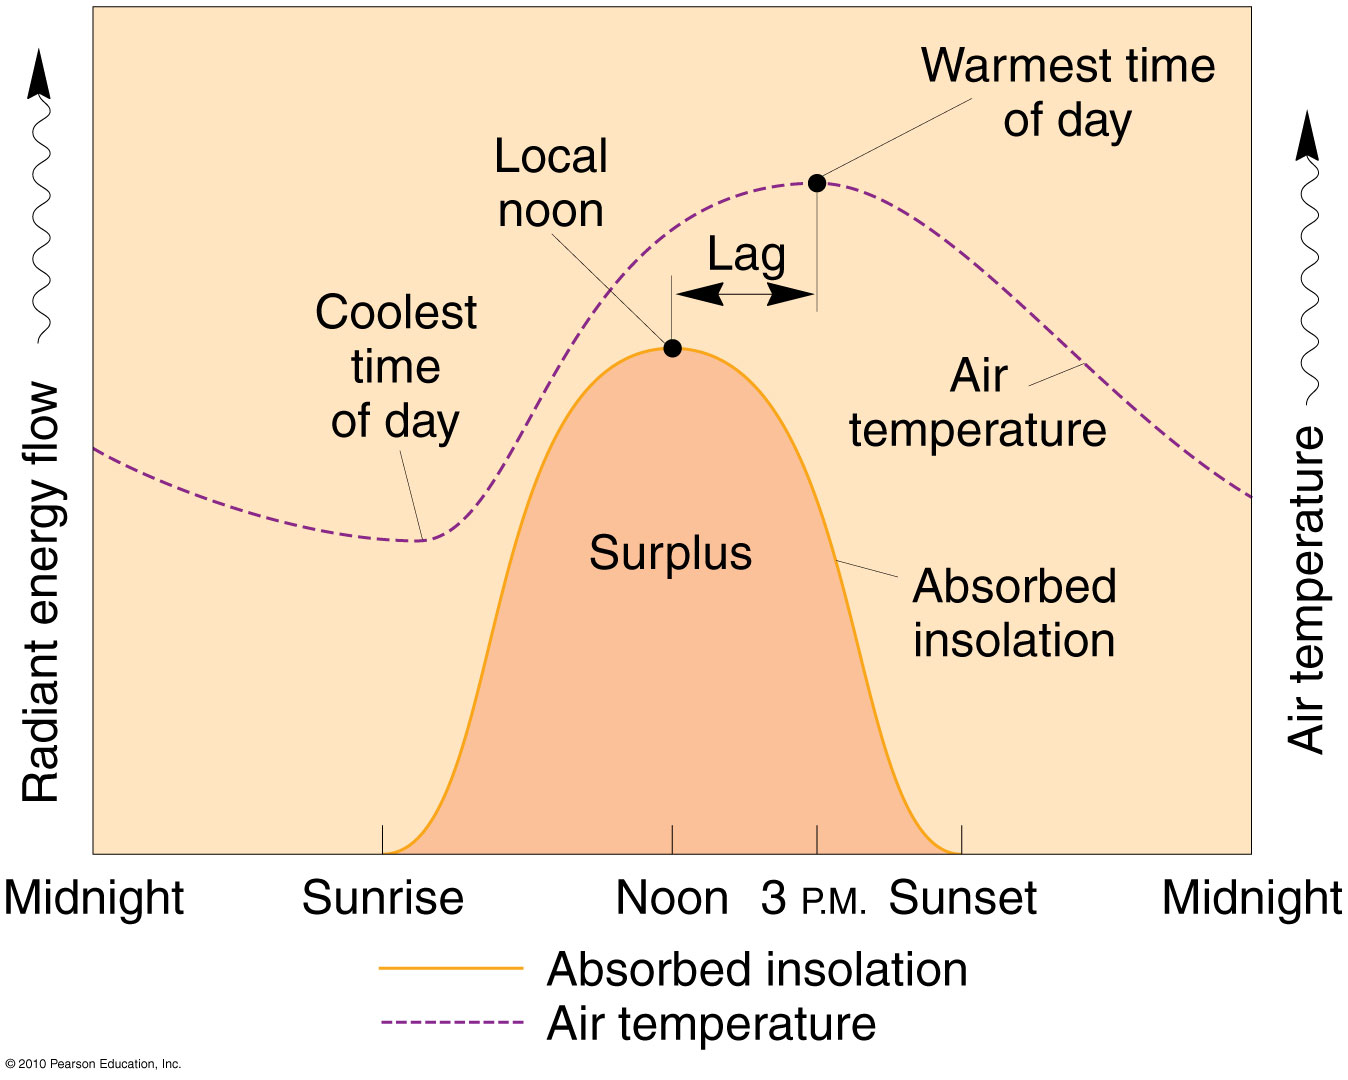 Warmest time
of day
Local
noon
Lag
Coolest
time
of day
Air
temperature
Surplus
Absorbed
insolation
Radiant energy flow
Air temperature
Midnight
Sunrise
Noon
3 P.M.
Sunset
Midnight
Absorbed insolation
Air temperature
© 2010 Pearson Education, Inc.